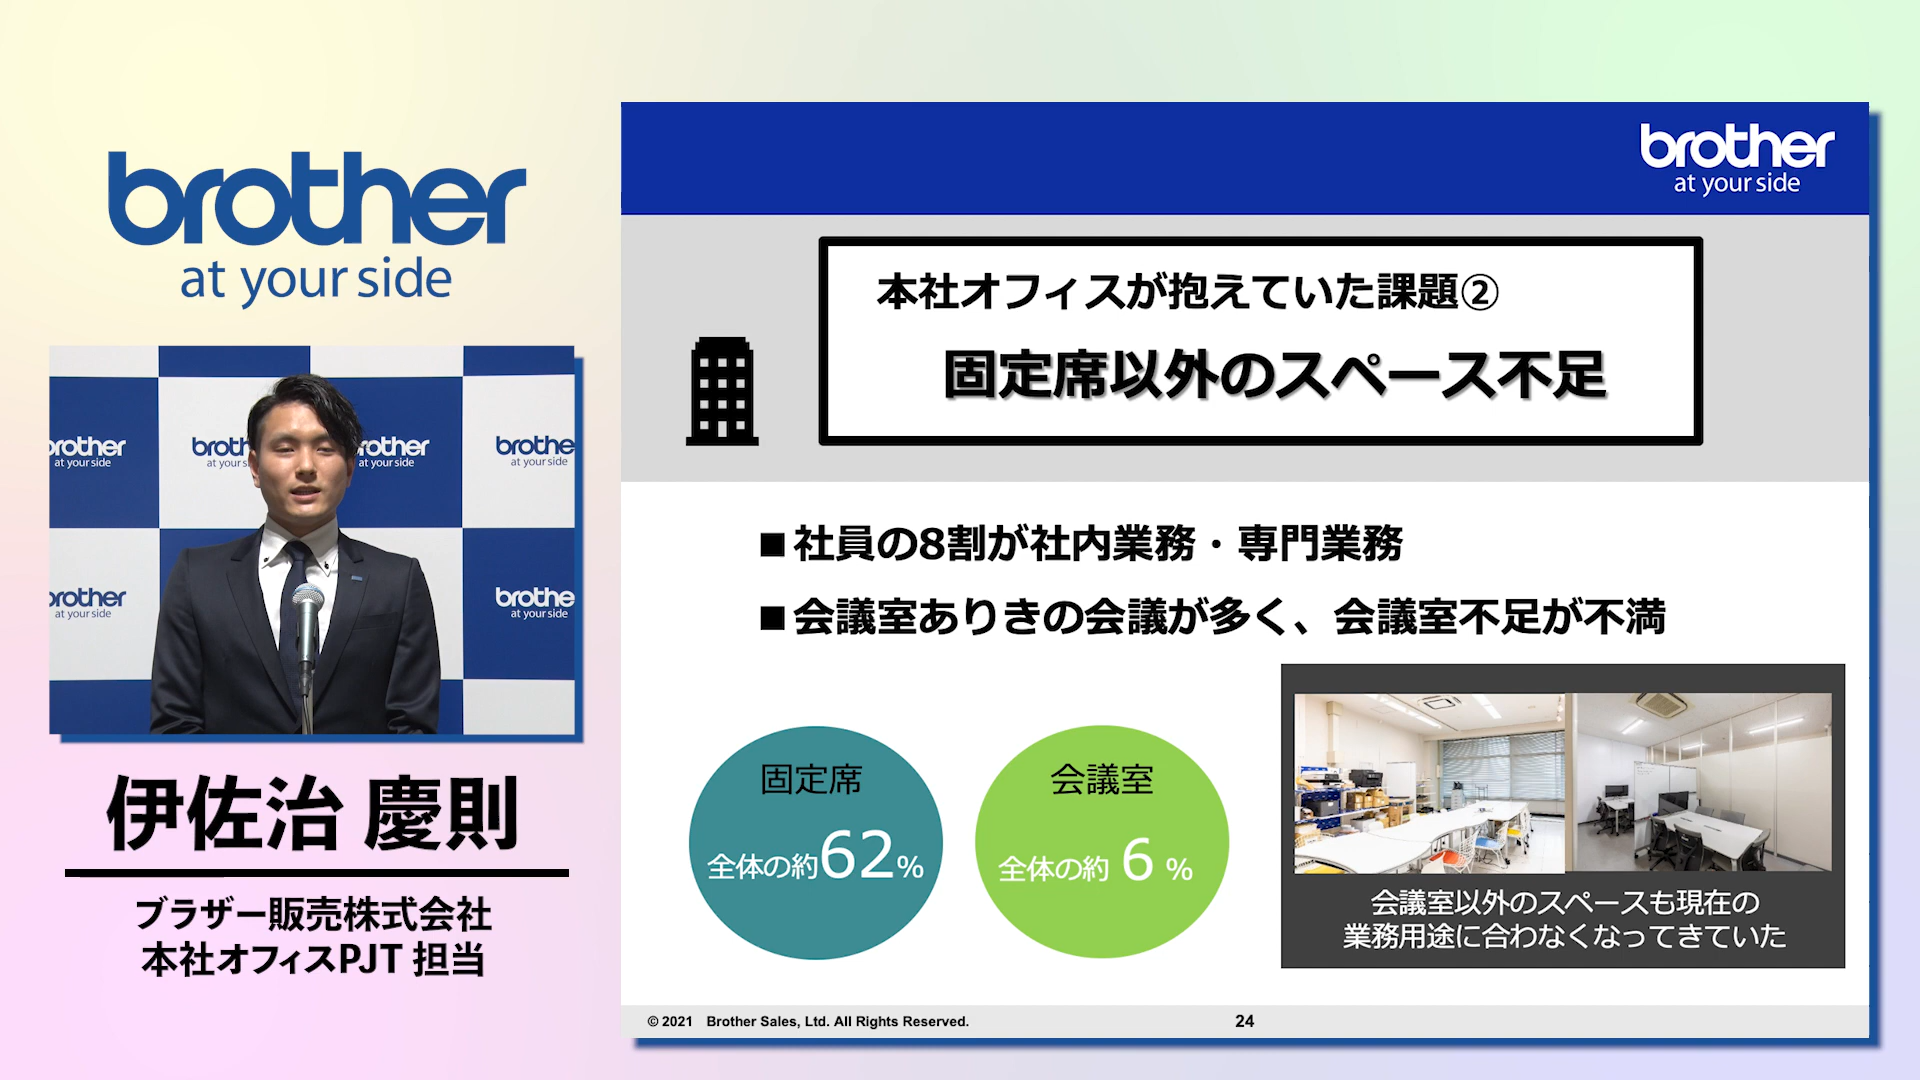 brother
at your side
brother
at your side
brother
at your side
brother
at your side
brother
at your side
伊佐治 慶則
ブラザー販売株式会社
本社オフィスPJT 担当
brother
at your side
本社オフィスが抱えていた課題②
固定席以外のスペース不足
■社員の8割が社内業務・専門業務
■会議室ありきの会議が多く、会議室不足が不満
固定席
全体の約62%
会議室
全体の約 6 %
会議室以外のスペースも現在の
業務用途に合わなくなってきていた
© 2021 Brother Sales, Ltd. All Rights Reserved.
24